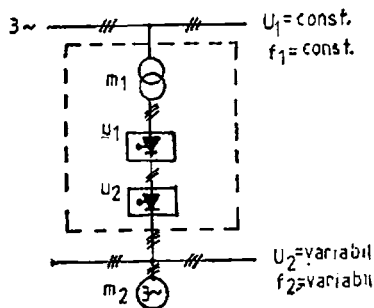 3~ U₁=const.
f₁=const.
m₁
u₁
u₂
U₂=variabil
f₂=variabil
m₂ 3~